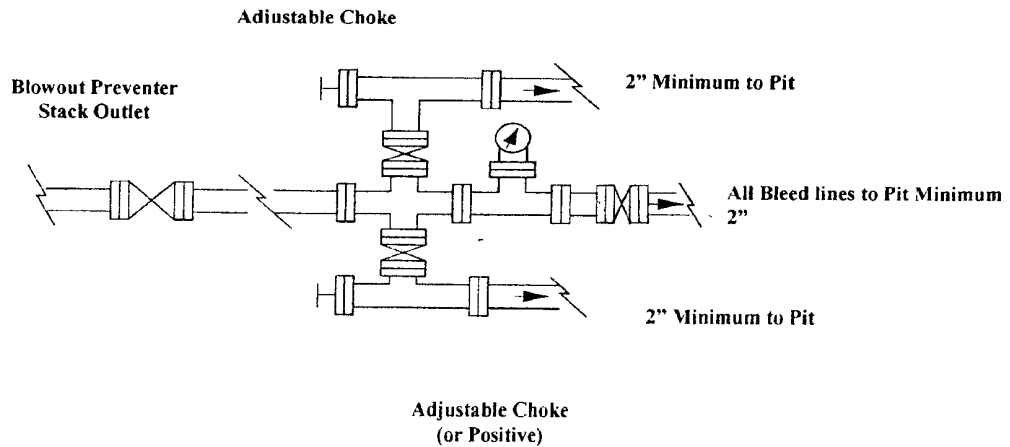 Adjustable Choke
Blowout Preventer
Stack Outlet
2" Minimum to Pit
All Bleed lines to Pit Minimum
2"
2" Minimum to Pit
Adjustable Choke
(or Positive)